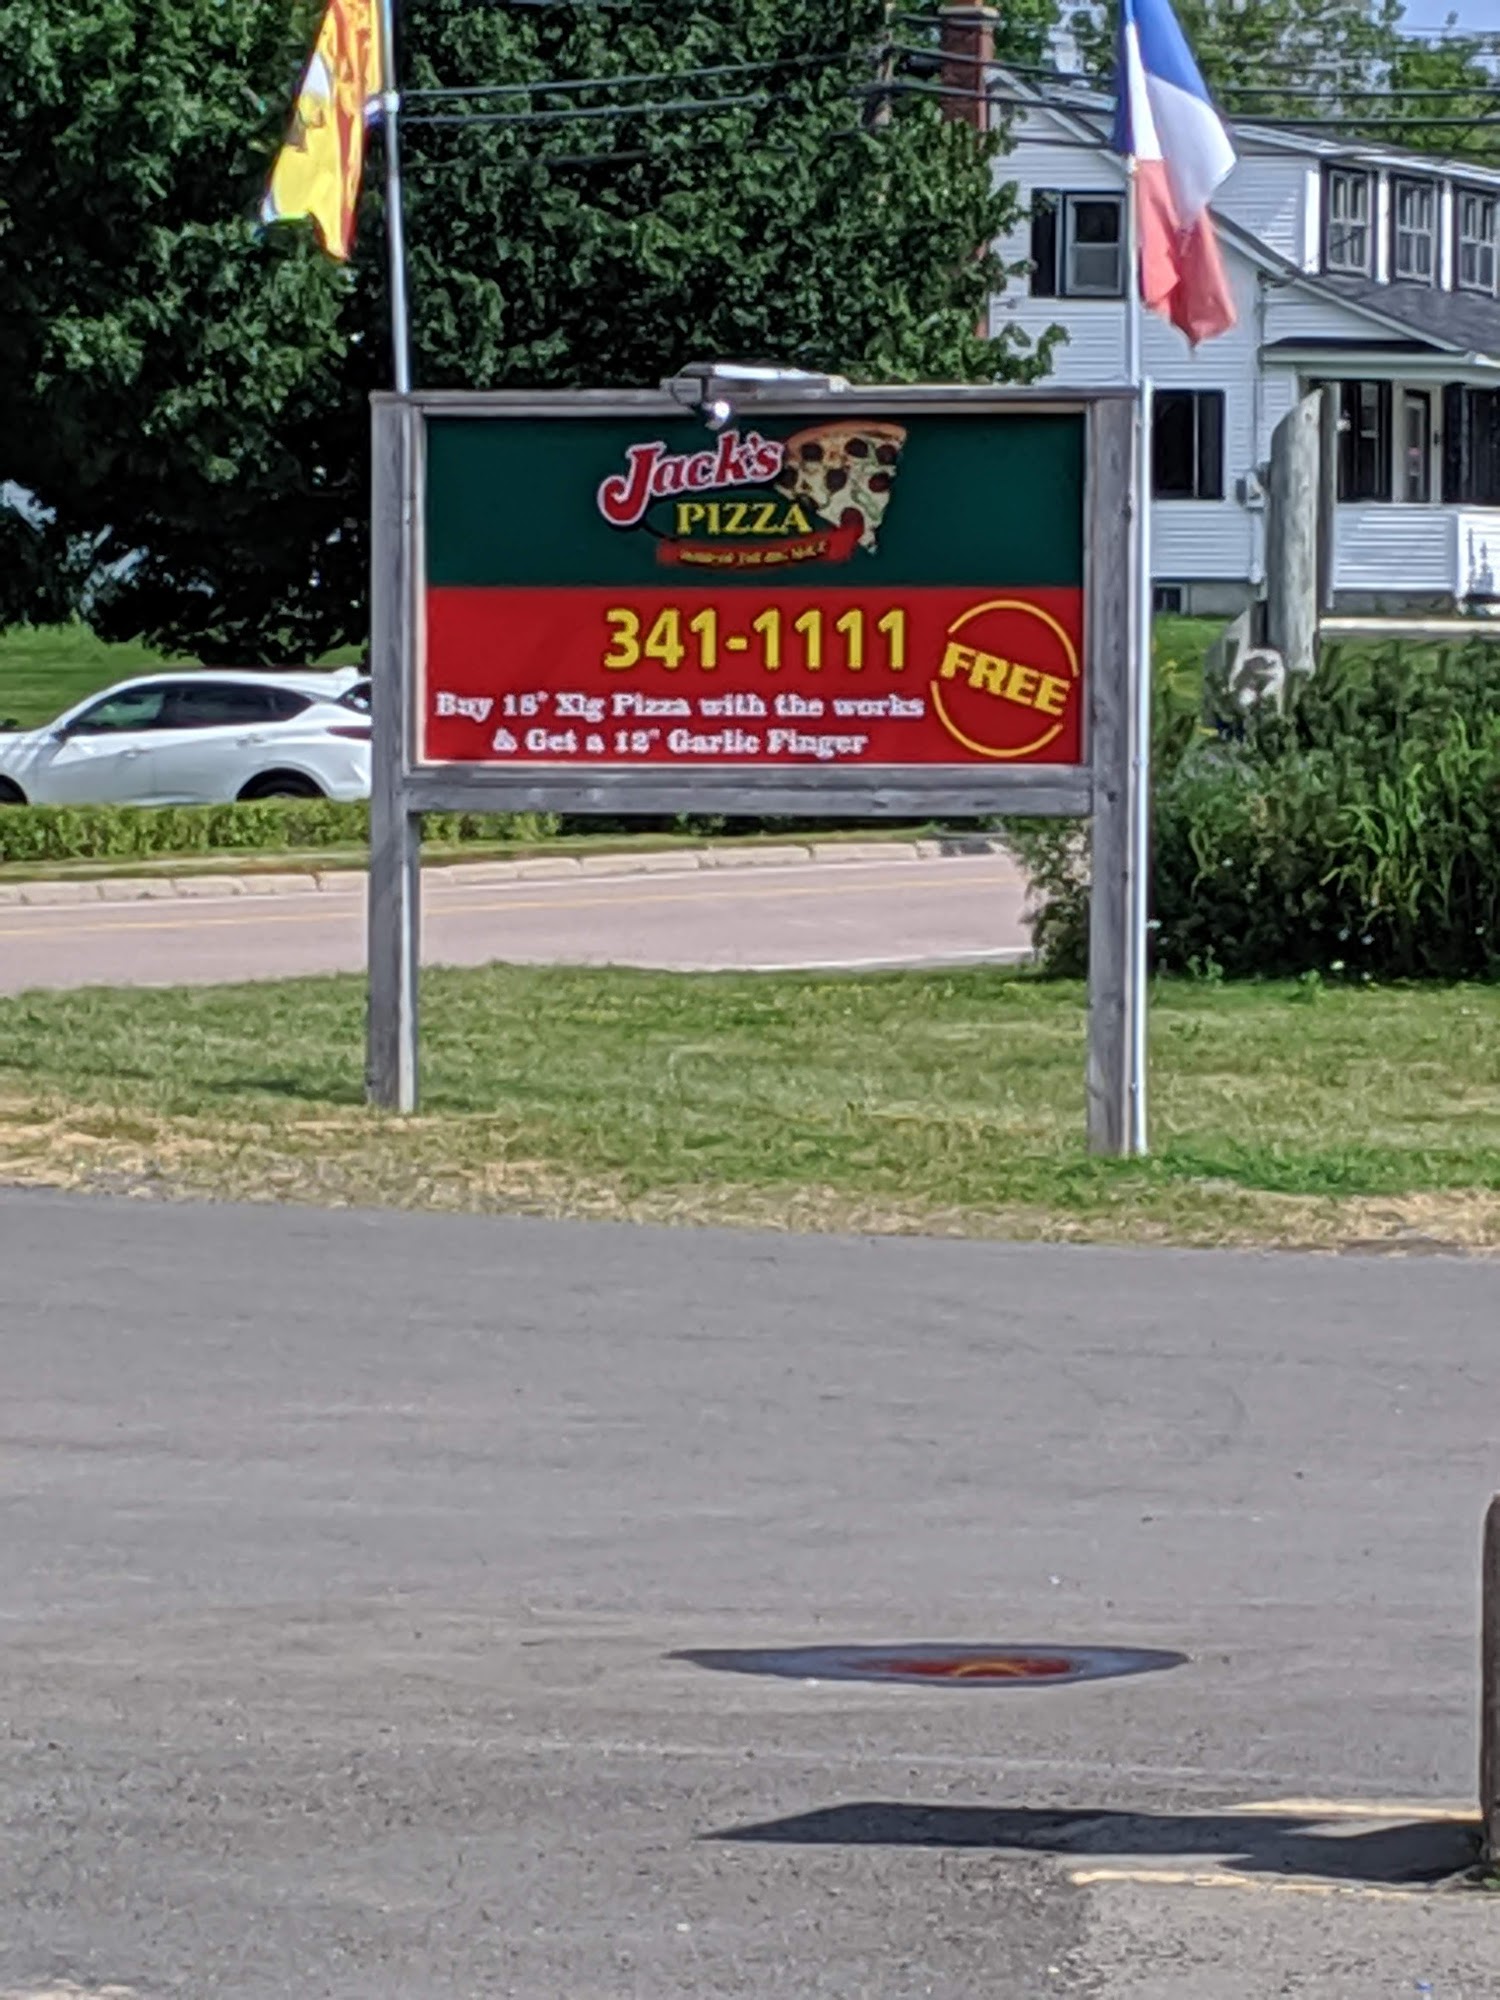 Jack's
PIZZA
341-1111
FREE
Buy 18" Xlg Pizza with the works
& Get a 12" Garlic Finger